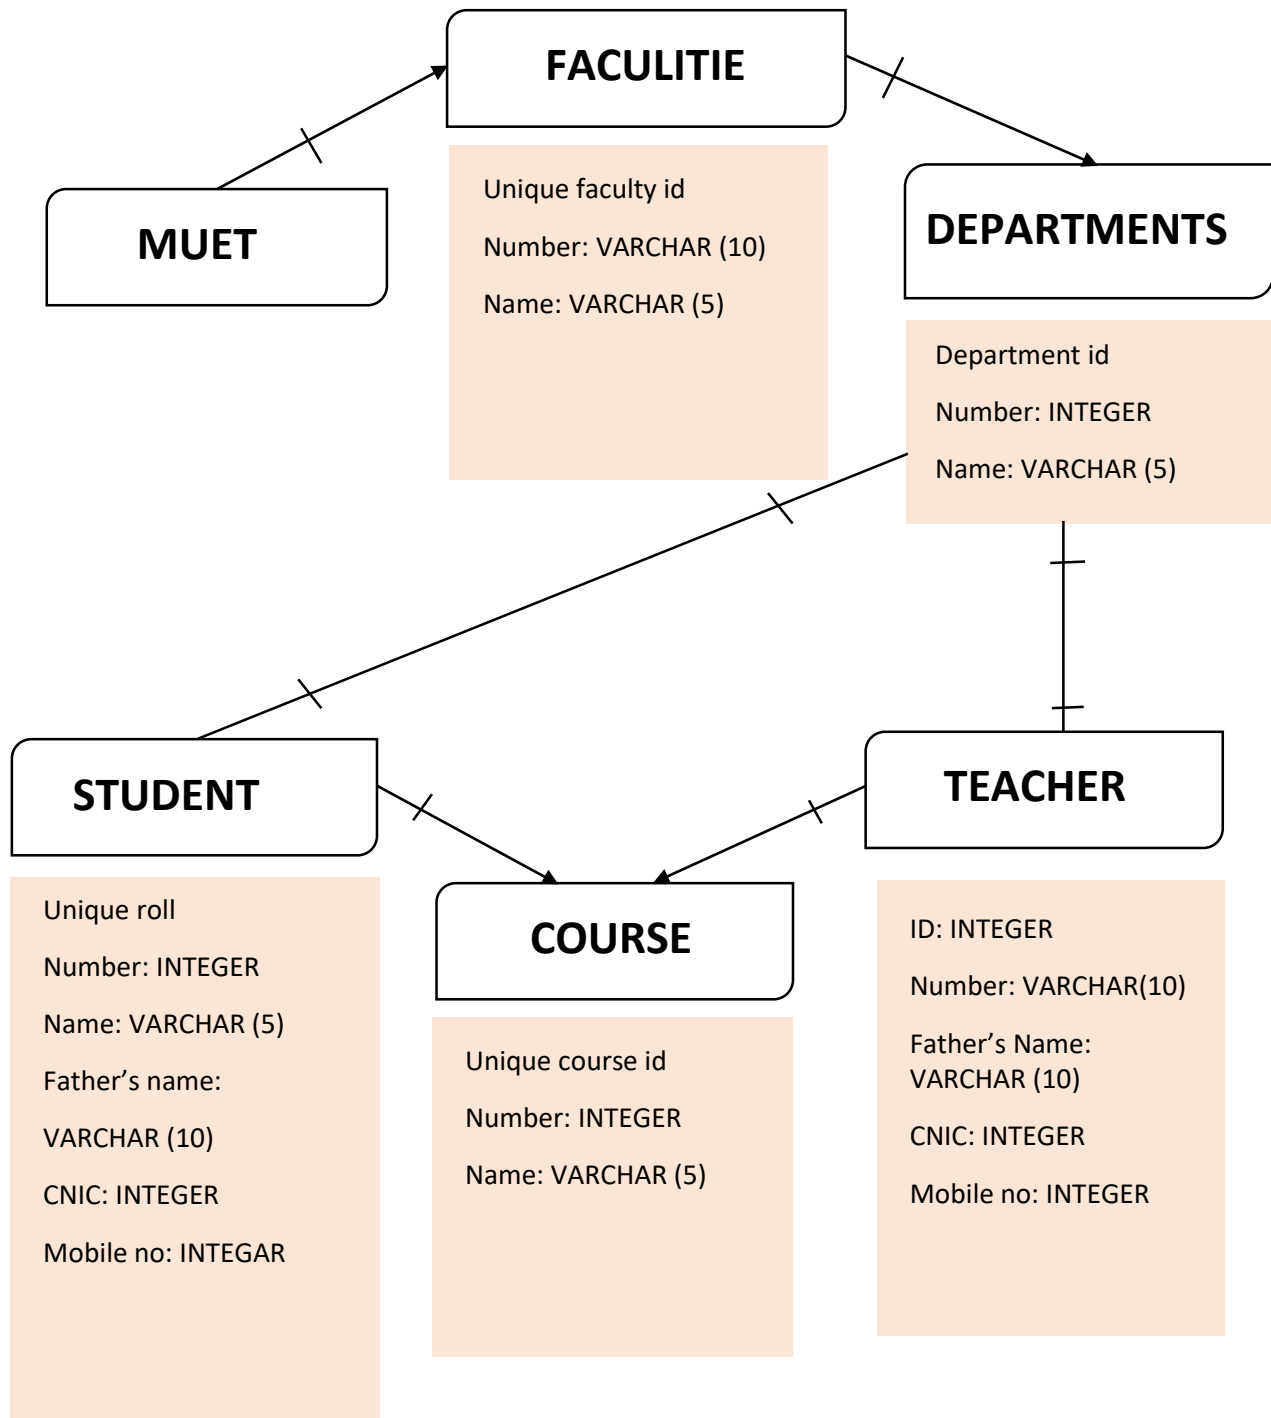 FACULITIE
MUET
Unique faculty id
Number: VARCHAR (10)
Name: VARCHAR (5)
DEPARTMENTS
Department id
Number: INTEGER
Name: VARCHAR (5)
STUDENT
Unique roll
Number: INTEGER
Name: VARCHAR (5)
Father’s name:
VARCHAR (10)
CNIC: INTEGER
Mobile no: INTEGAR
COURSE
Unique course id
Number: INTEGER
Name: VARCHAR (5)
TEACHER
ID: INTEGER
Number: VARCHAR(10)
Father’s Name:
VARCHAR (10)
CNIC: INTEGER
Mobile no: INTEGER